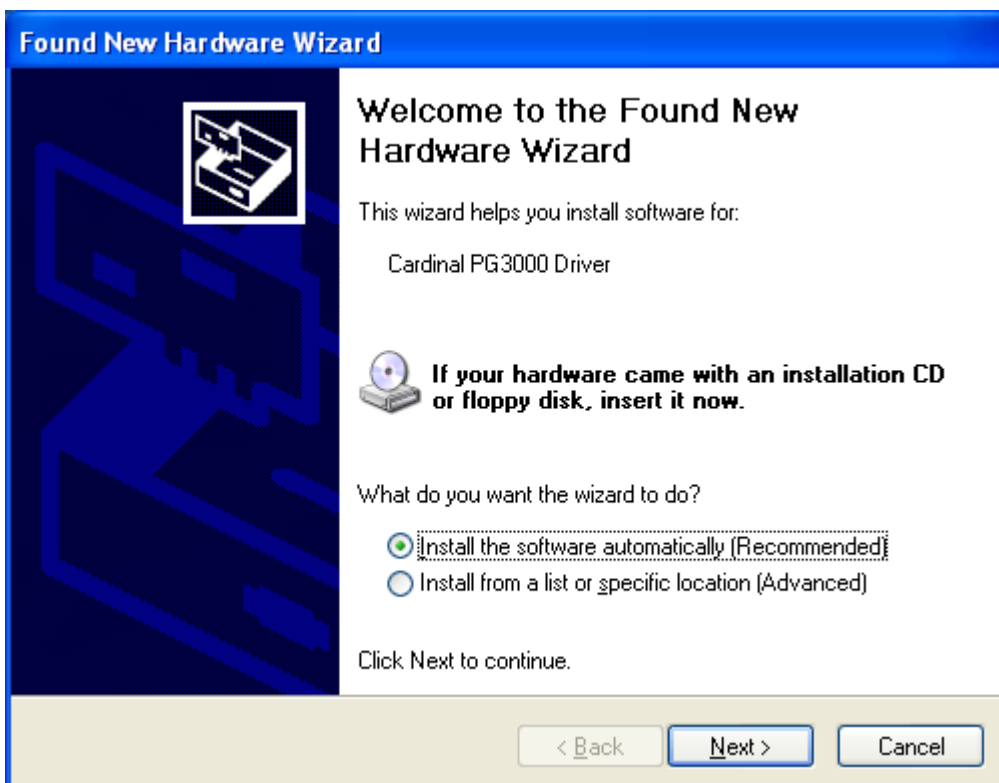 Found New Hardware Wizard
Welcome to the Found New
Hardware Wizard
This wizard helps you install software for:
Cardinal PG3000 Driver
If your hardware came with an installation CD
or floppy disk, insert it now.
What do you want the wizard to do?
Install the software automatically (Recommended)
Install from a list or specific location (Advanced)
Click Next to continue.
< Back
Next >
Cancel